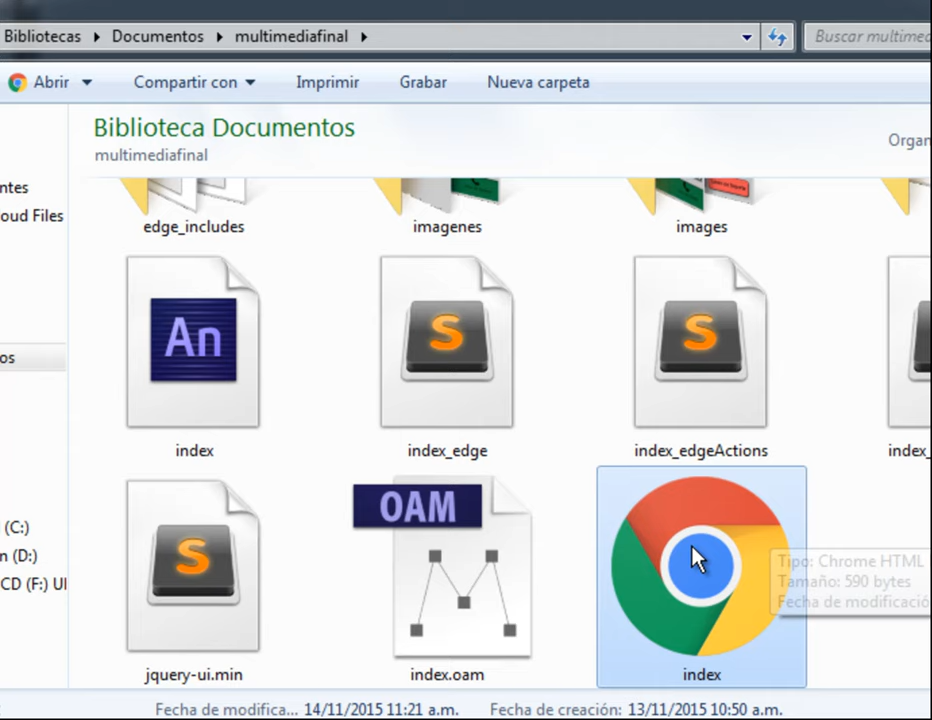 Bibliotecas Documentos multimediafinal
Buscar multimed
Abrir Compartir con Imprimir Grabar Nueva carpeta
Biblioteca Documentos
multimediafinal
Organ
ntes
oud Files
os
(C:)
n (D:)
CD (F:) U
edge_includes
imagenes
images
An
S
S
index
index_edge
index_edgeActions
index_
S
OAM
Tipo: Chrome HTML
Tamaño: 590 bytes
Fecha de modificació
jquery-ui.min
index.oam
index
Fecha de modifica... 14/11/2015 11:21 a.m. Fecha de creación: 13/11/2015 10:50 a.m.